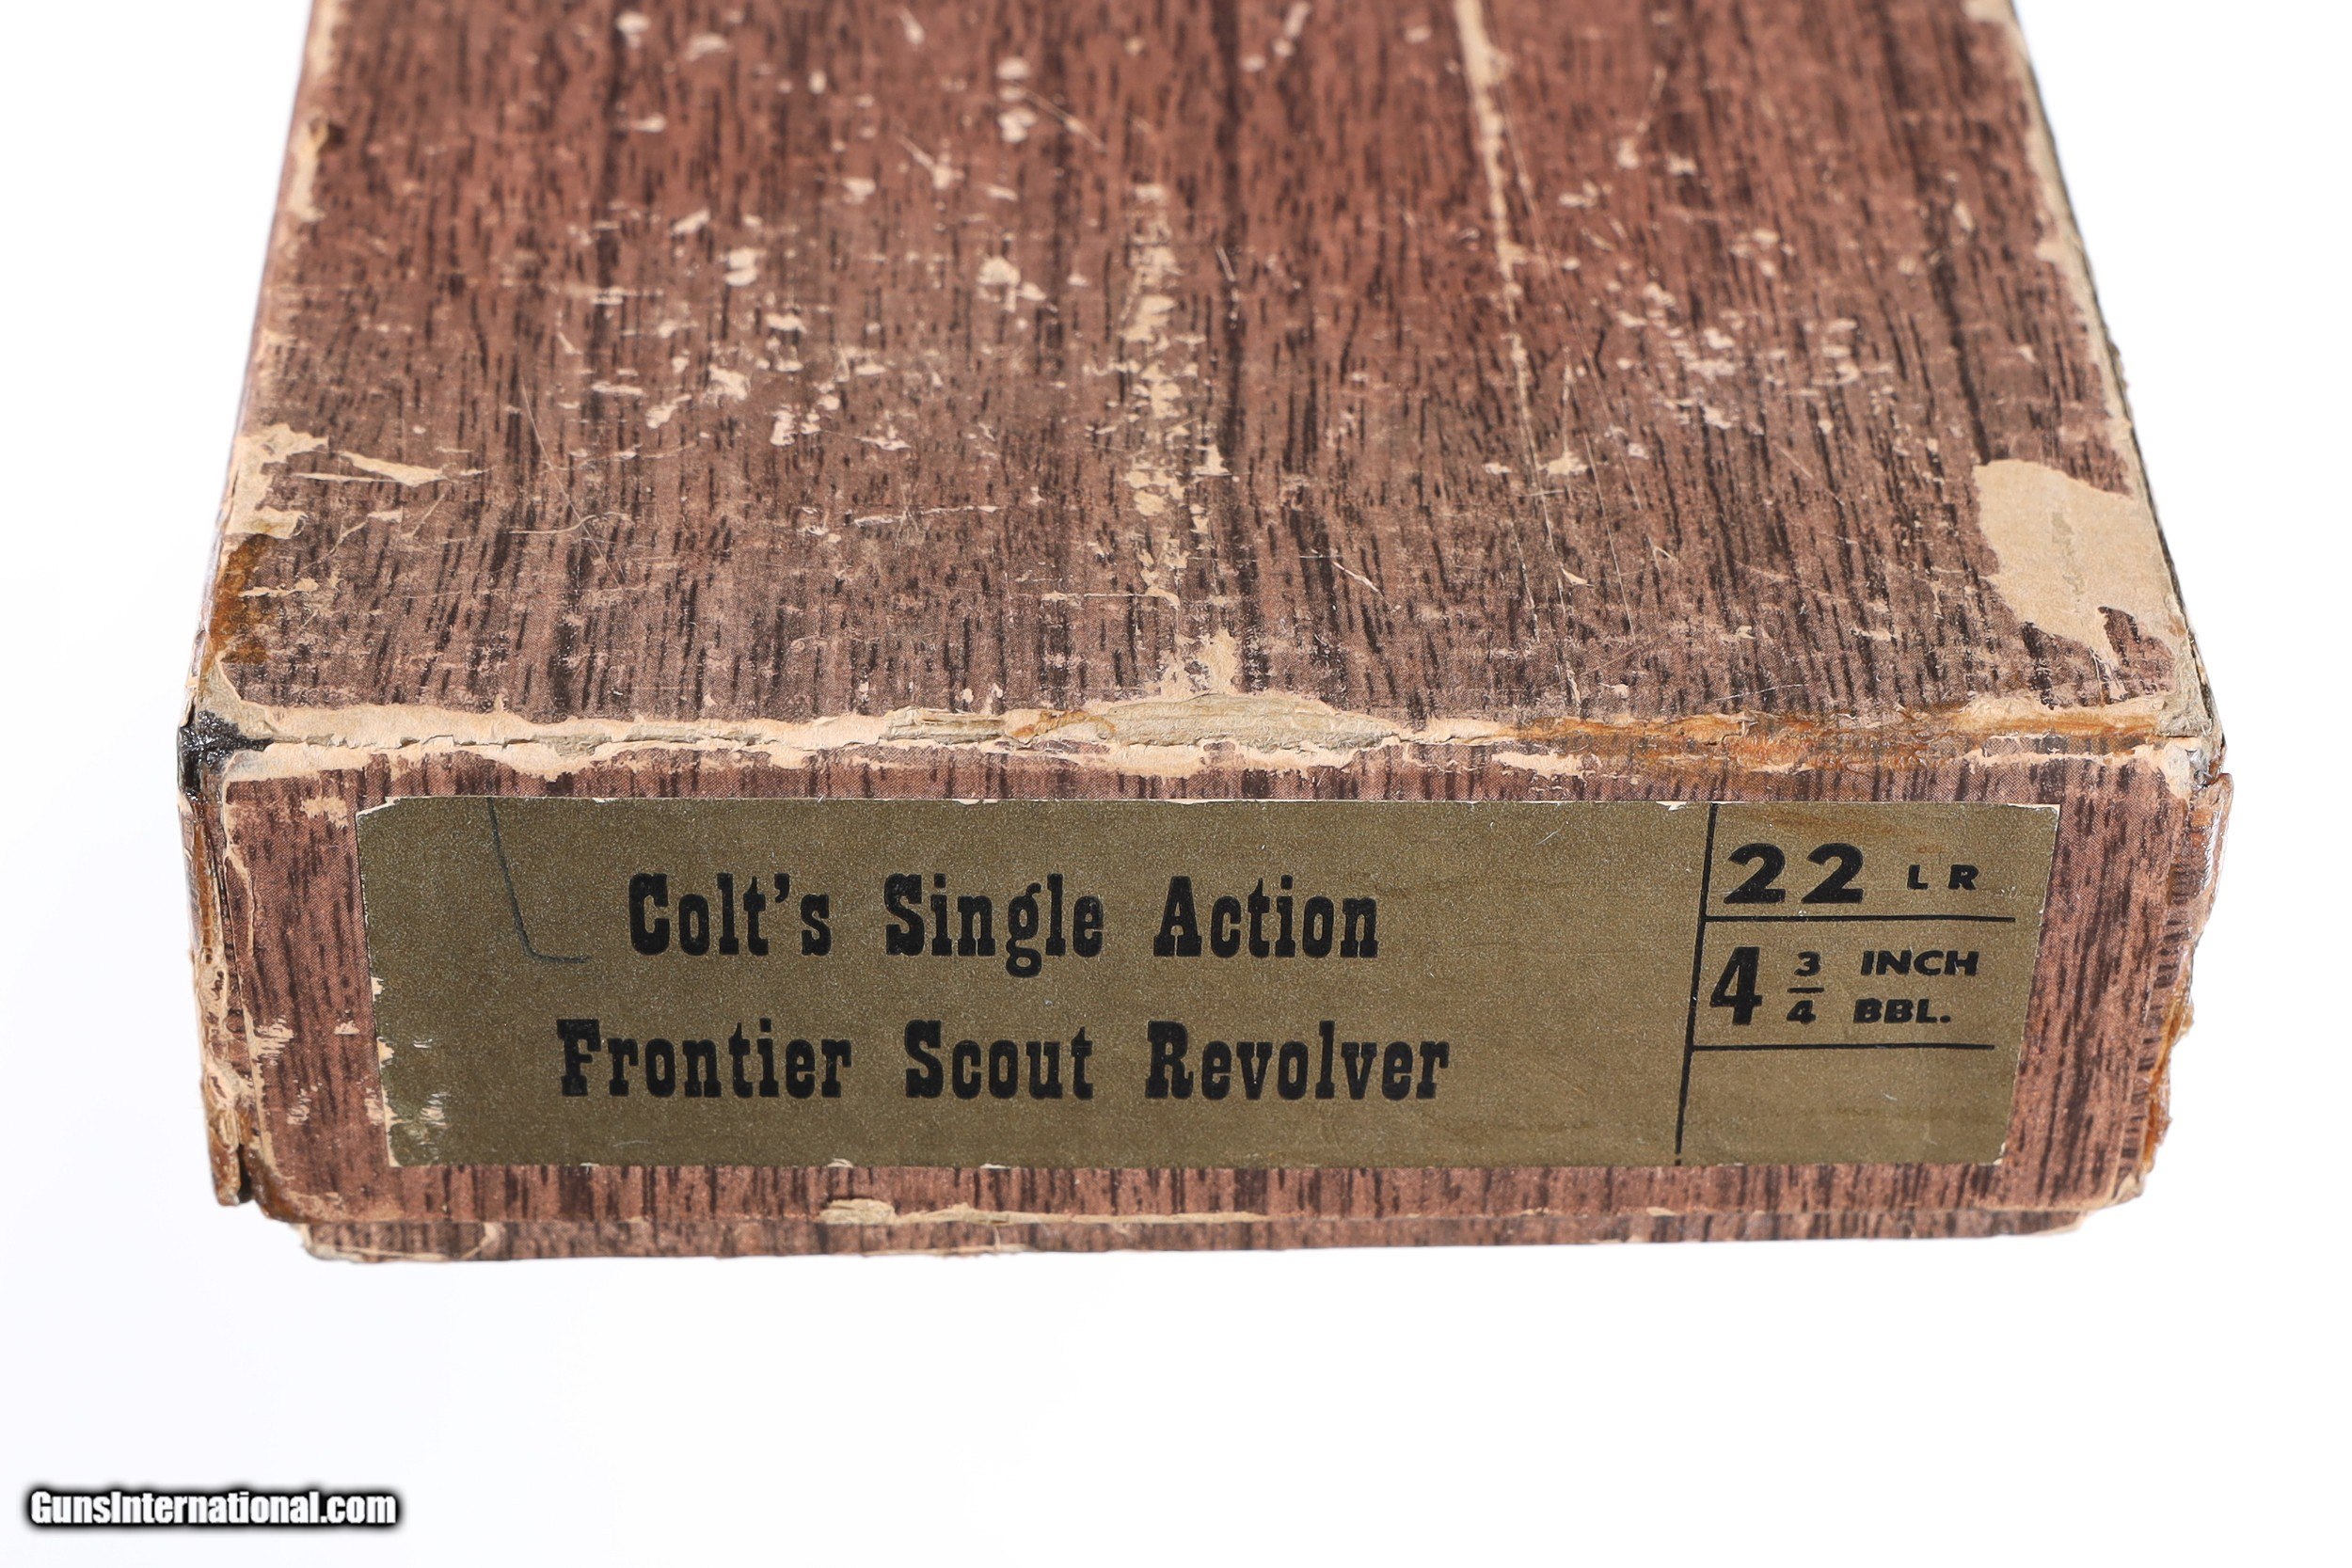 Colt's Single Action
Frontier Scout Revolver
22 LR
4 3/4 INCH
BBL.
GunsInternational.com